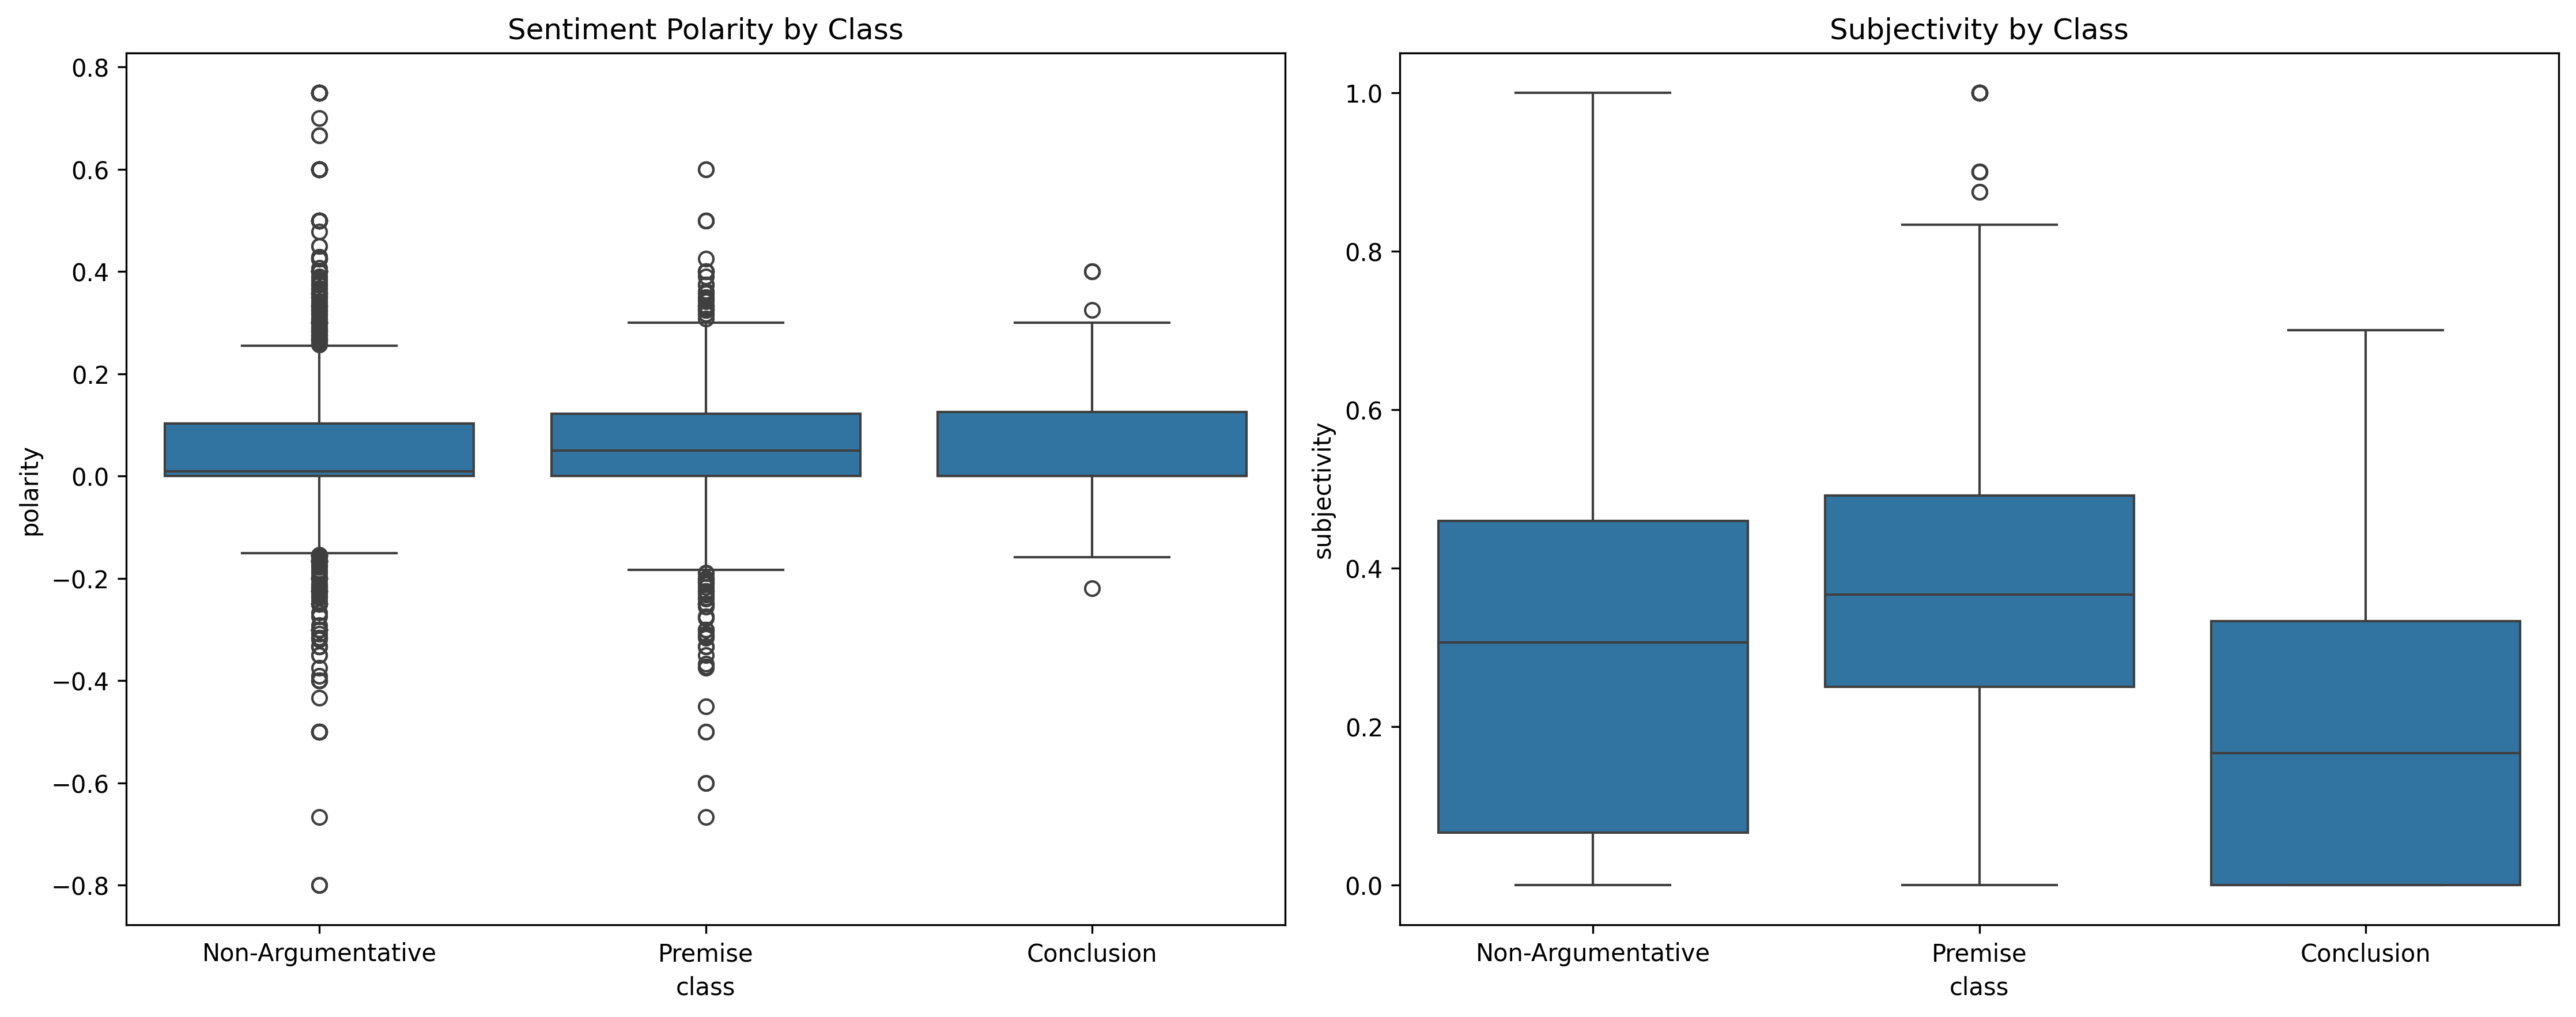 Sentiment Polarity by Class
0.8
0.6
0.4
0.2
0.0
−0.2
−0.4
−0.6
−0.8
polarity
Non-Argumentative Premise Conclusion
class
Subjectivity by Class
1.0
0.8
0.6
0.4
0.2
0.0
subjectivity
Non-Argumentative Premise Conclusion
class